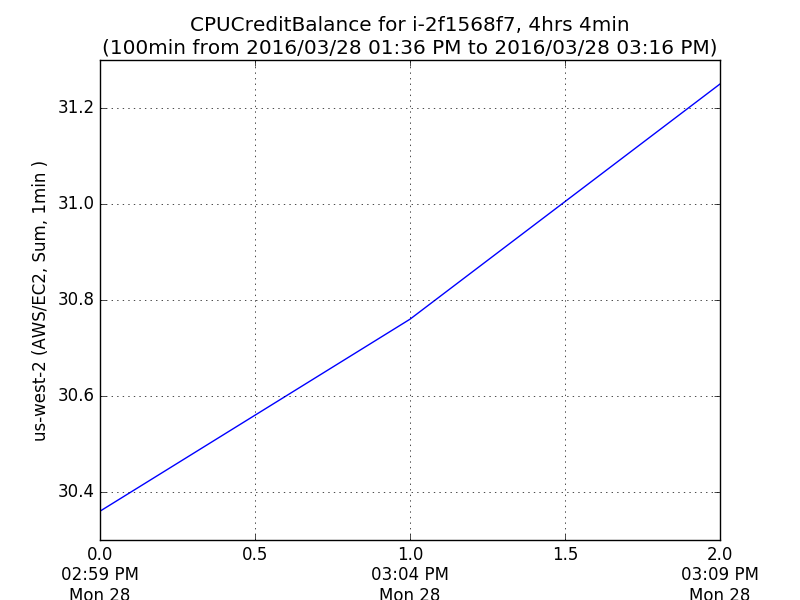 CPUCreditBalance for i-2f1568f7, 4hrs 4min
(100min from 2016/03/28 01:36 PM to 2016/03/28 03:16 PM)
us-west-2 (AWS/EC2, Sum, 1min )
31.2
31.0
30.8
30.6
30.4
0.0 0.5 1.0 1.5 2.0
02:59 PM 03:04 PM 03:09 PM
Mon 28 Mon 28 Mon 28